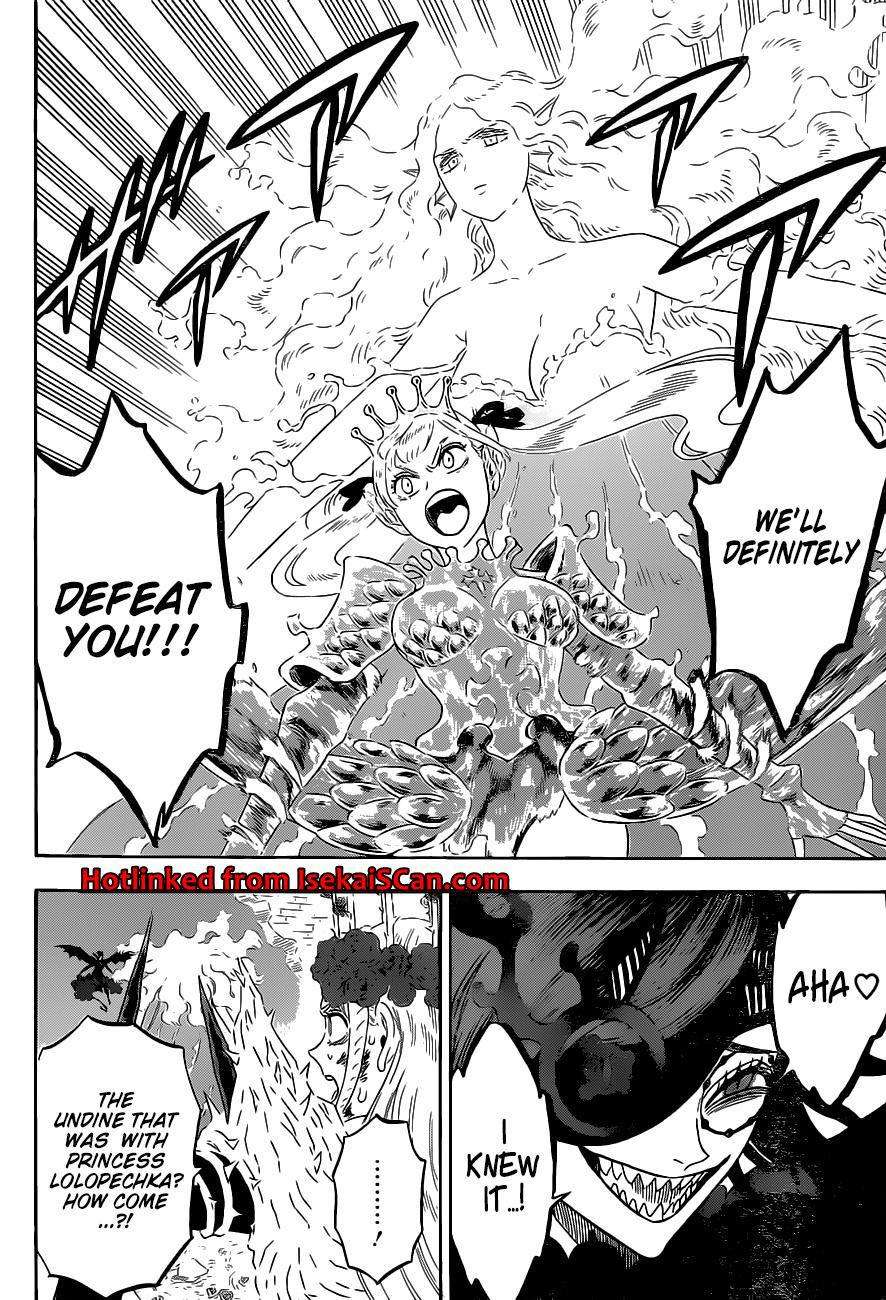 WE'LL
DEFINITELY
DEFEAT
YOU!!!
Hotlinked from IsekaiSCan.com
AHA♡
I
KNEW
IT...!
.......
THE
UNDINE THAT
WAS WITH
PRINCESS
LOLOPECHKA?
HOW COME
...?!